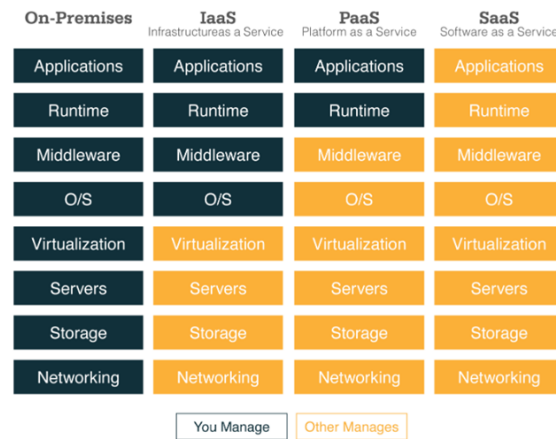 On-Premises IaaS PaaS SaaS
Infrastructureas a Service Platform as a Service Software as a Service
Applications Applications Applications Applications
Runtime Runtime Runtime Runtime
Middleware Middleware Middleware Middleware
O/S O/S O/S O/S
Virtualization Virtualization Virtualization Virtualization
Servers Servers Servers Servers
Storage Storage Storage Storage
Networking Networking Networking Networking
You Manage Other Manages